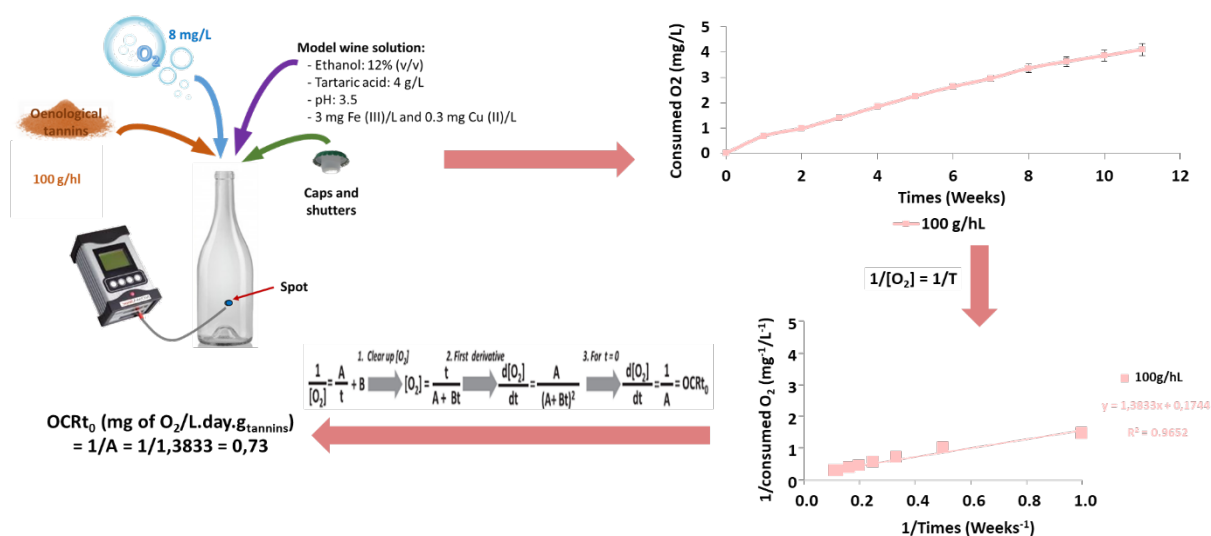 8 mg/L
O2
Oenological
tannins
100 g/hl
Model wine solution:
- Ethanol: 12% (v/v)
- Tartaric acid: 4 g/L
- pH: 3.5
- 3 mg Fe (III)/L and 0.3 mg Cu (II)/L
Caps and
shutters
Spot
Consumed O2 (mg/L)
5
4
3
2
1
0
0 2 4 6 8 10 12
Times (Weeks)
100 g/hL
1/[O₂] = 1/T
1/consumed O₂ (mg⁻¹/L⁻¹)
5
4
3
2
1
0
0.0 0.2 0.4 0.6 0.8 1.0
1/Times (Weeks⁻¹)
100g/hL
y = 1,3833x + 0,1744
R² = 0.9652
1. Clear up [O₂] 2. First derivative 3. For t = 0
1/[O₂] = A/t + B [O₂] = t/(A + Bt) d[O₂]/dt = A/(A+ Bt)² d[O₂]/dt = 1/A = OCRt₀
OCRt₀ (mg of O₂/L.day.g tannins)
= 1/A = 1/1,3833 = 0,73